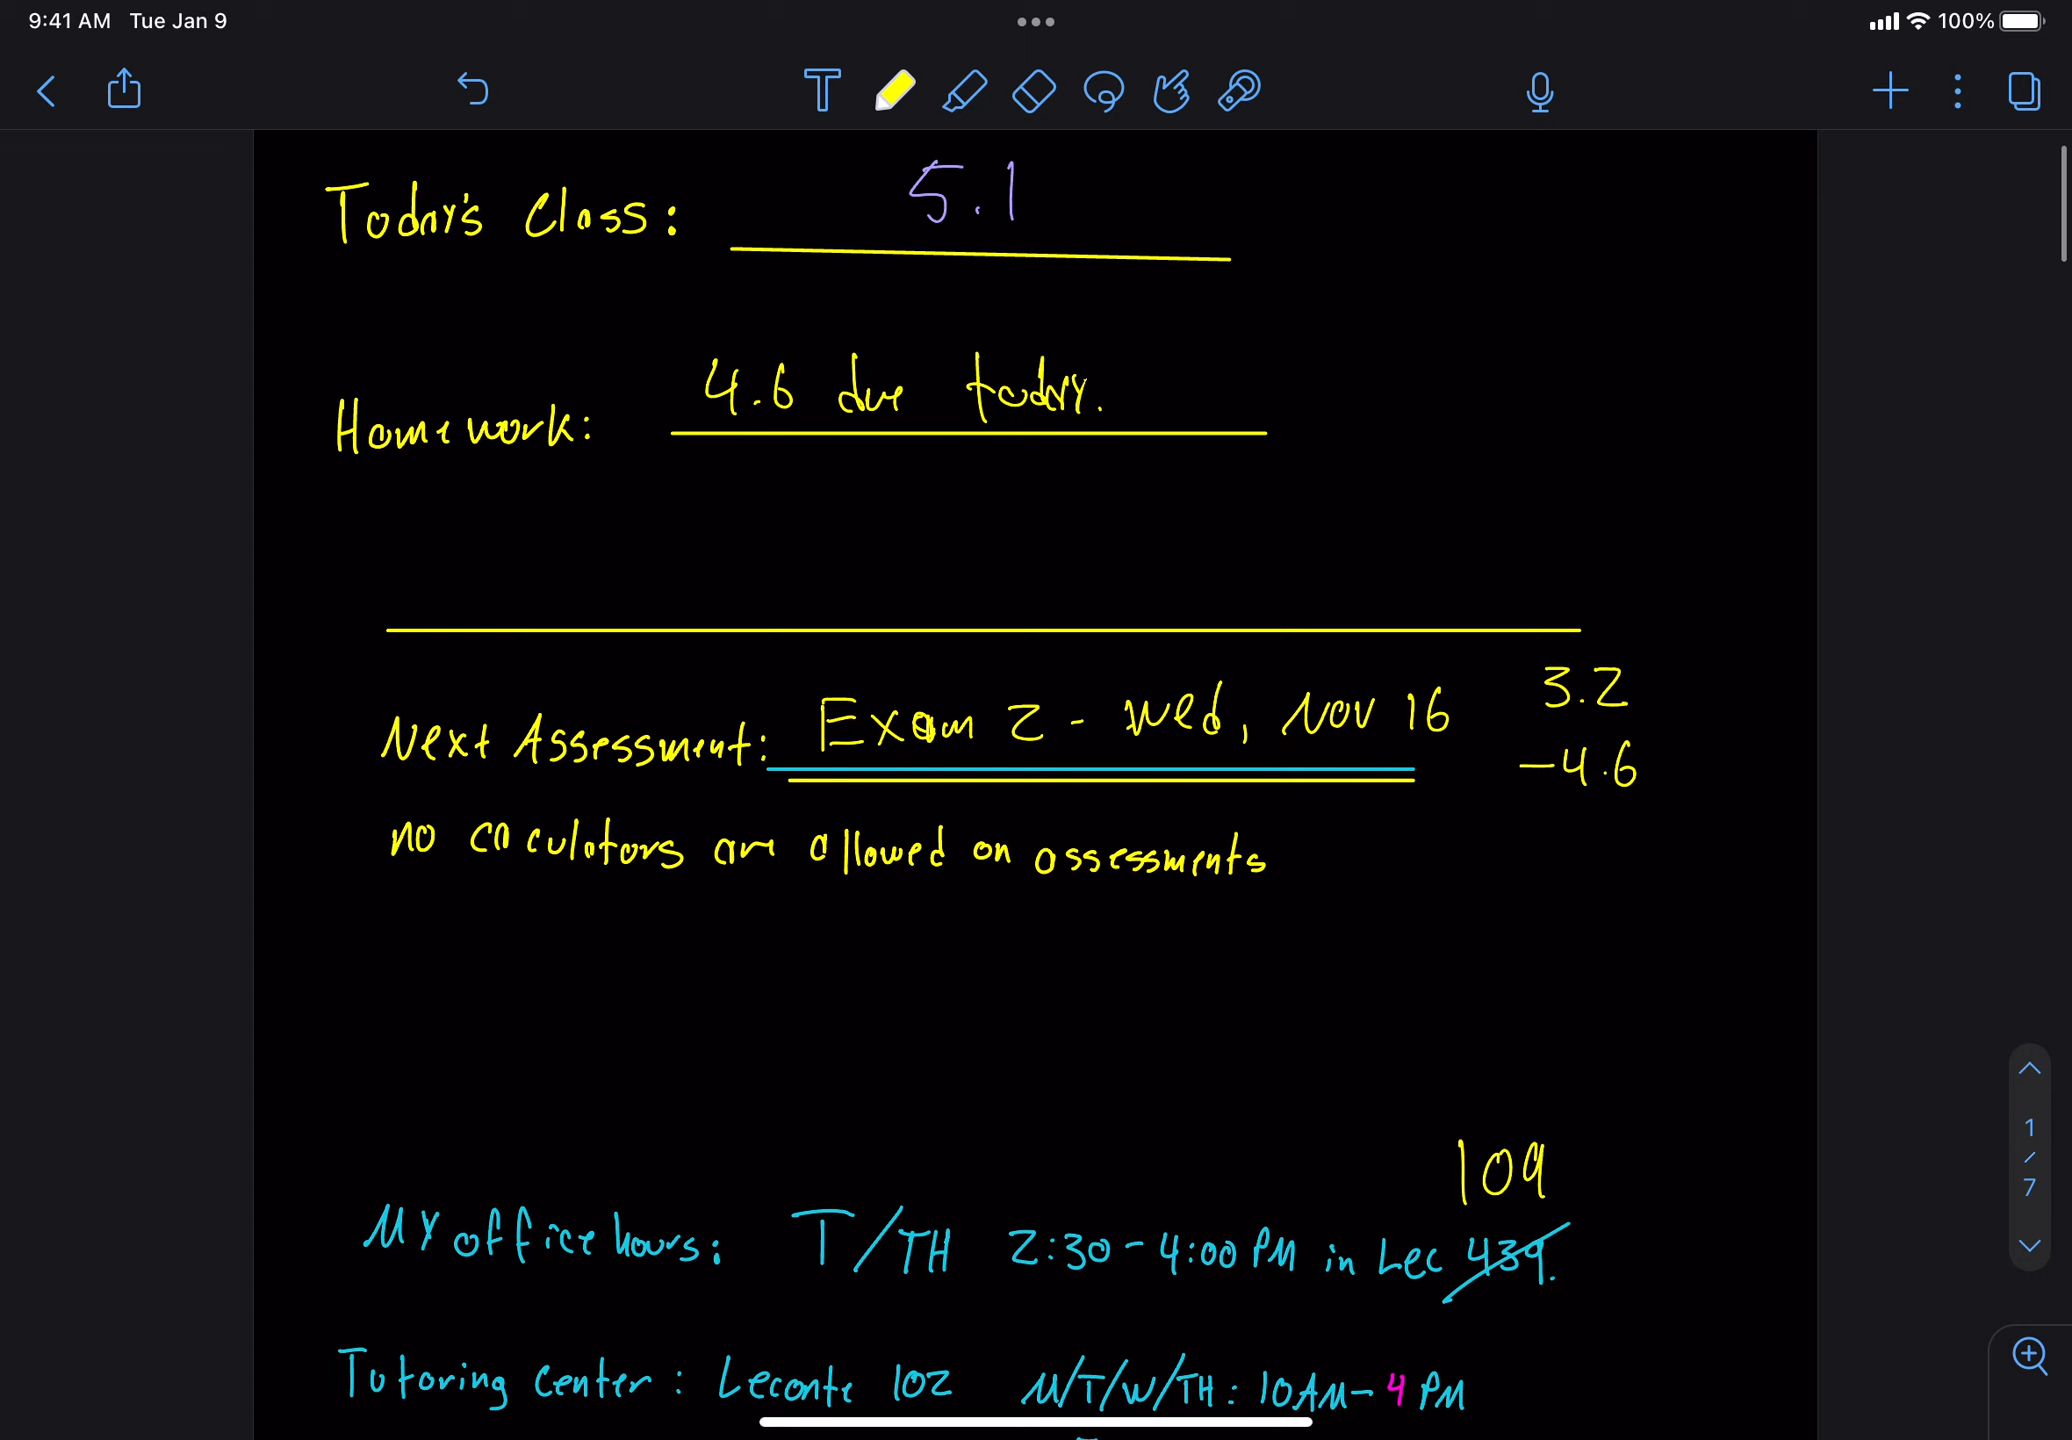 9:41 AM Tue Jan 9 100%
Today's Class: 5.1
Homework: 4.6 due today.
Next Assessment: Exam 2 - Wed, Nov 16 3.2
-4.6
no caculators are allowed on assessments
109
My office hours: T/TH 2:30-4:00 PM in Lec 439.
Tutoring center: Leconte 102 M/T/W/TH: 10AM-4 PM
1
/
7